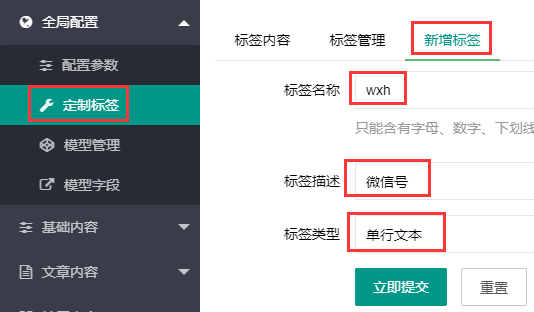 全局配置
配置参数
定制标签
模型管理
模型字段
基础内容
文章内容
标签内容 标签管理 新增标签
标签名称 wxh
只能含有字母、数字、下划线
标签描述 微信号
标签类型 单行文本
立即提交 重置